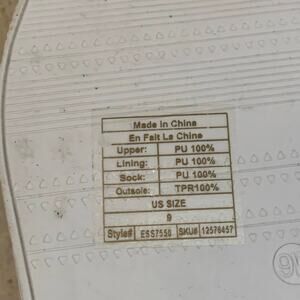 Made in China
En Fait La Chine
Upper: PU 100%
Lining: PU 100%
Sock: PU 100%
Outsole: TPR100%
US SIZE
9
Style# ESS7550 SKU# 12576457